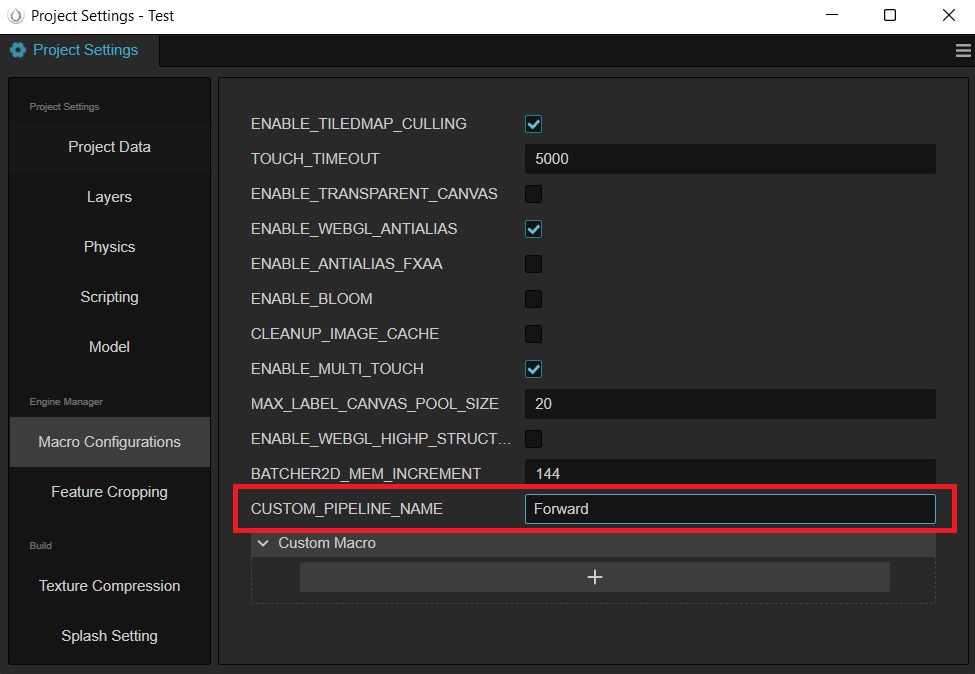 Project Settings - Test
Project Settings
Project Settings
Project Data
Layers
Physics
Scripting
Model
Engine Manager
Macro Configurations
Feature Cropping
Build
Texture Compression
Splash Setting
ENABLE_TILEDMAP_CULLING
TOUCH_TIMEOUT 5000
ENABLE_TRANSPARENT_CANVAS
ENABLE_WEBGL_ANTIALIAS
ENABLE_ANTIALIAS_FXAA
ENABLE_BLOOM
CLEANUP_IMAGE_CACHE
ENABLE_MULTI_TOUCH
MAX_LABEL_CANVAS_POOL_SIZE 20
ENABLE_WEBGL_HIGHP_STRUCT...
BATCHER2D_MEM_INCREMENT 144
CUSTOM_PIPELINE_NAME Forward
Custom Macro
+